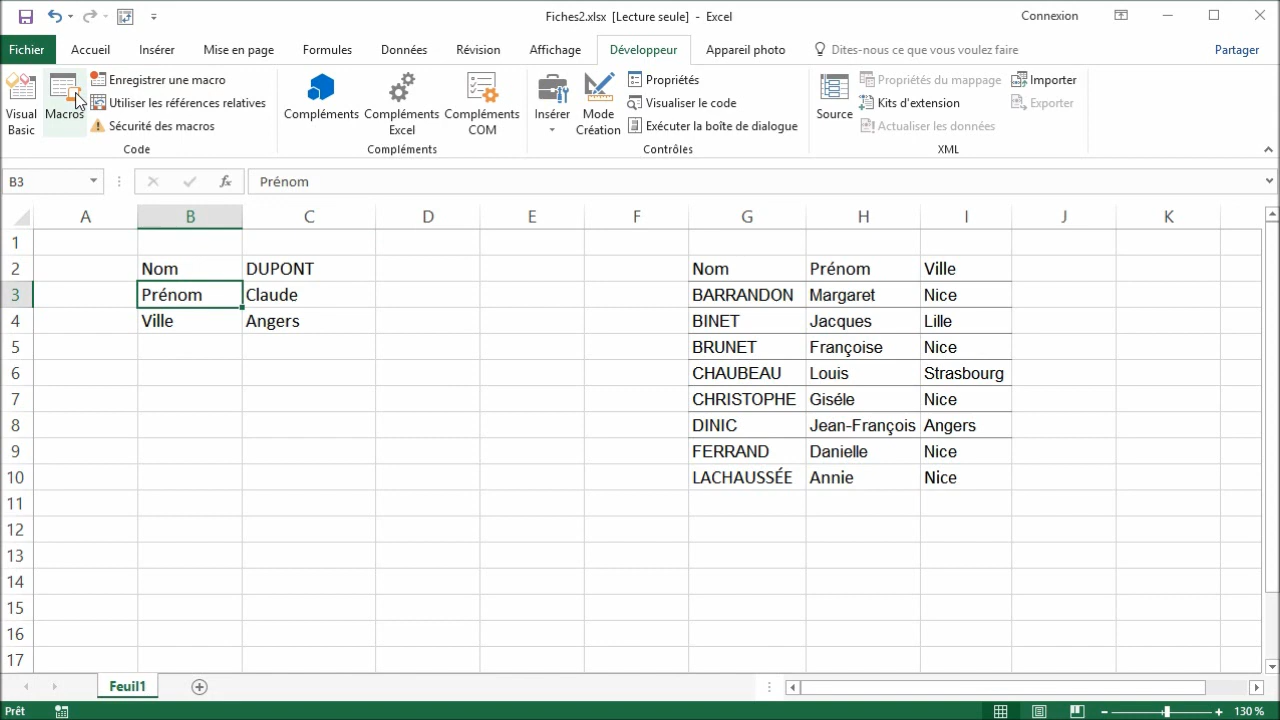 Fiches2.xlsx [Lecture seule] - Excel
Connexion
Fichier Accueil Insérer Mise en page Formules Données Révision Affichage Développeur Appareil photo Dites-nous ce que vous voulez faire Partager
Visual Basic
Macros
Enregistrer une macro
Utiliser les références relatives
Sécurité des macros
Code
Compléments
Compléments Excel
Compléments COM
Compléments
Insérer
Mode Création
Propriétés
Visualiser le code
Exécuter la boîte de dialogue
Contrôles
Source
Propriétés du mappage
Kits d'extension
Actualiser les données
Importer
Exporter
XML
B3 fx Prénom
A B C D E F G H I J K
1
2 Nom DUPONT Nom Prénom Ville
3 Prénom Claude BARRANDON Margaret Nice
4 Ville Angers BINET Jacques Lille
5 BRUNET Françoise Nice
6 CHAUBEAU Louis Strasbourg
7 CHRISTOPHE Giséle Nice
8 DINIC Jean-François Angers
9 FERRAND Danielle Nice
10 LACHAUSSÉE Annie Nice
11
12
13
14
15
16
17
Feuil1
Prêt 130 %